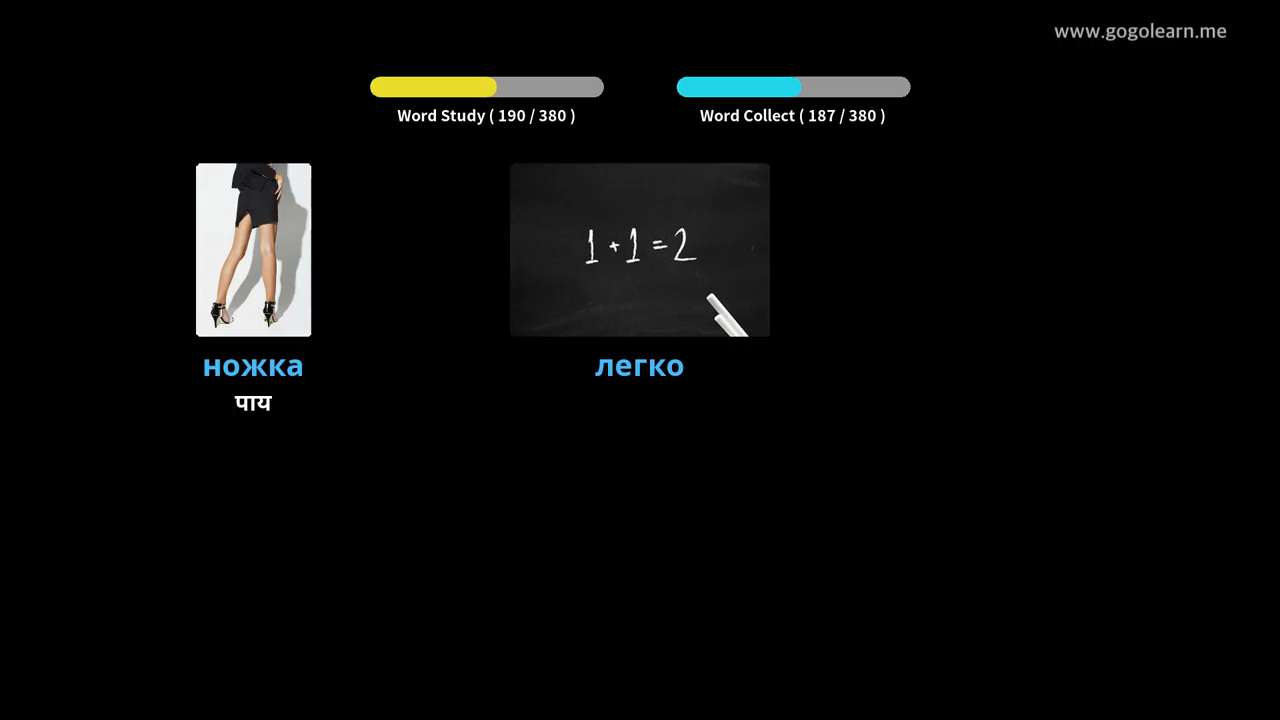 www.gogolearn.me
Word Study ( 190 / 380 )
Word Collect ( 187 / 380 )
1 + 1 = 2
ножка
легко
पाय